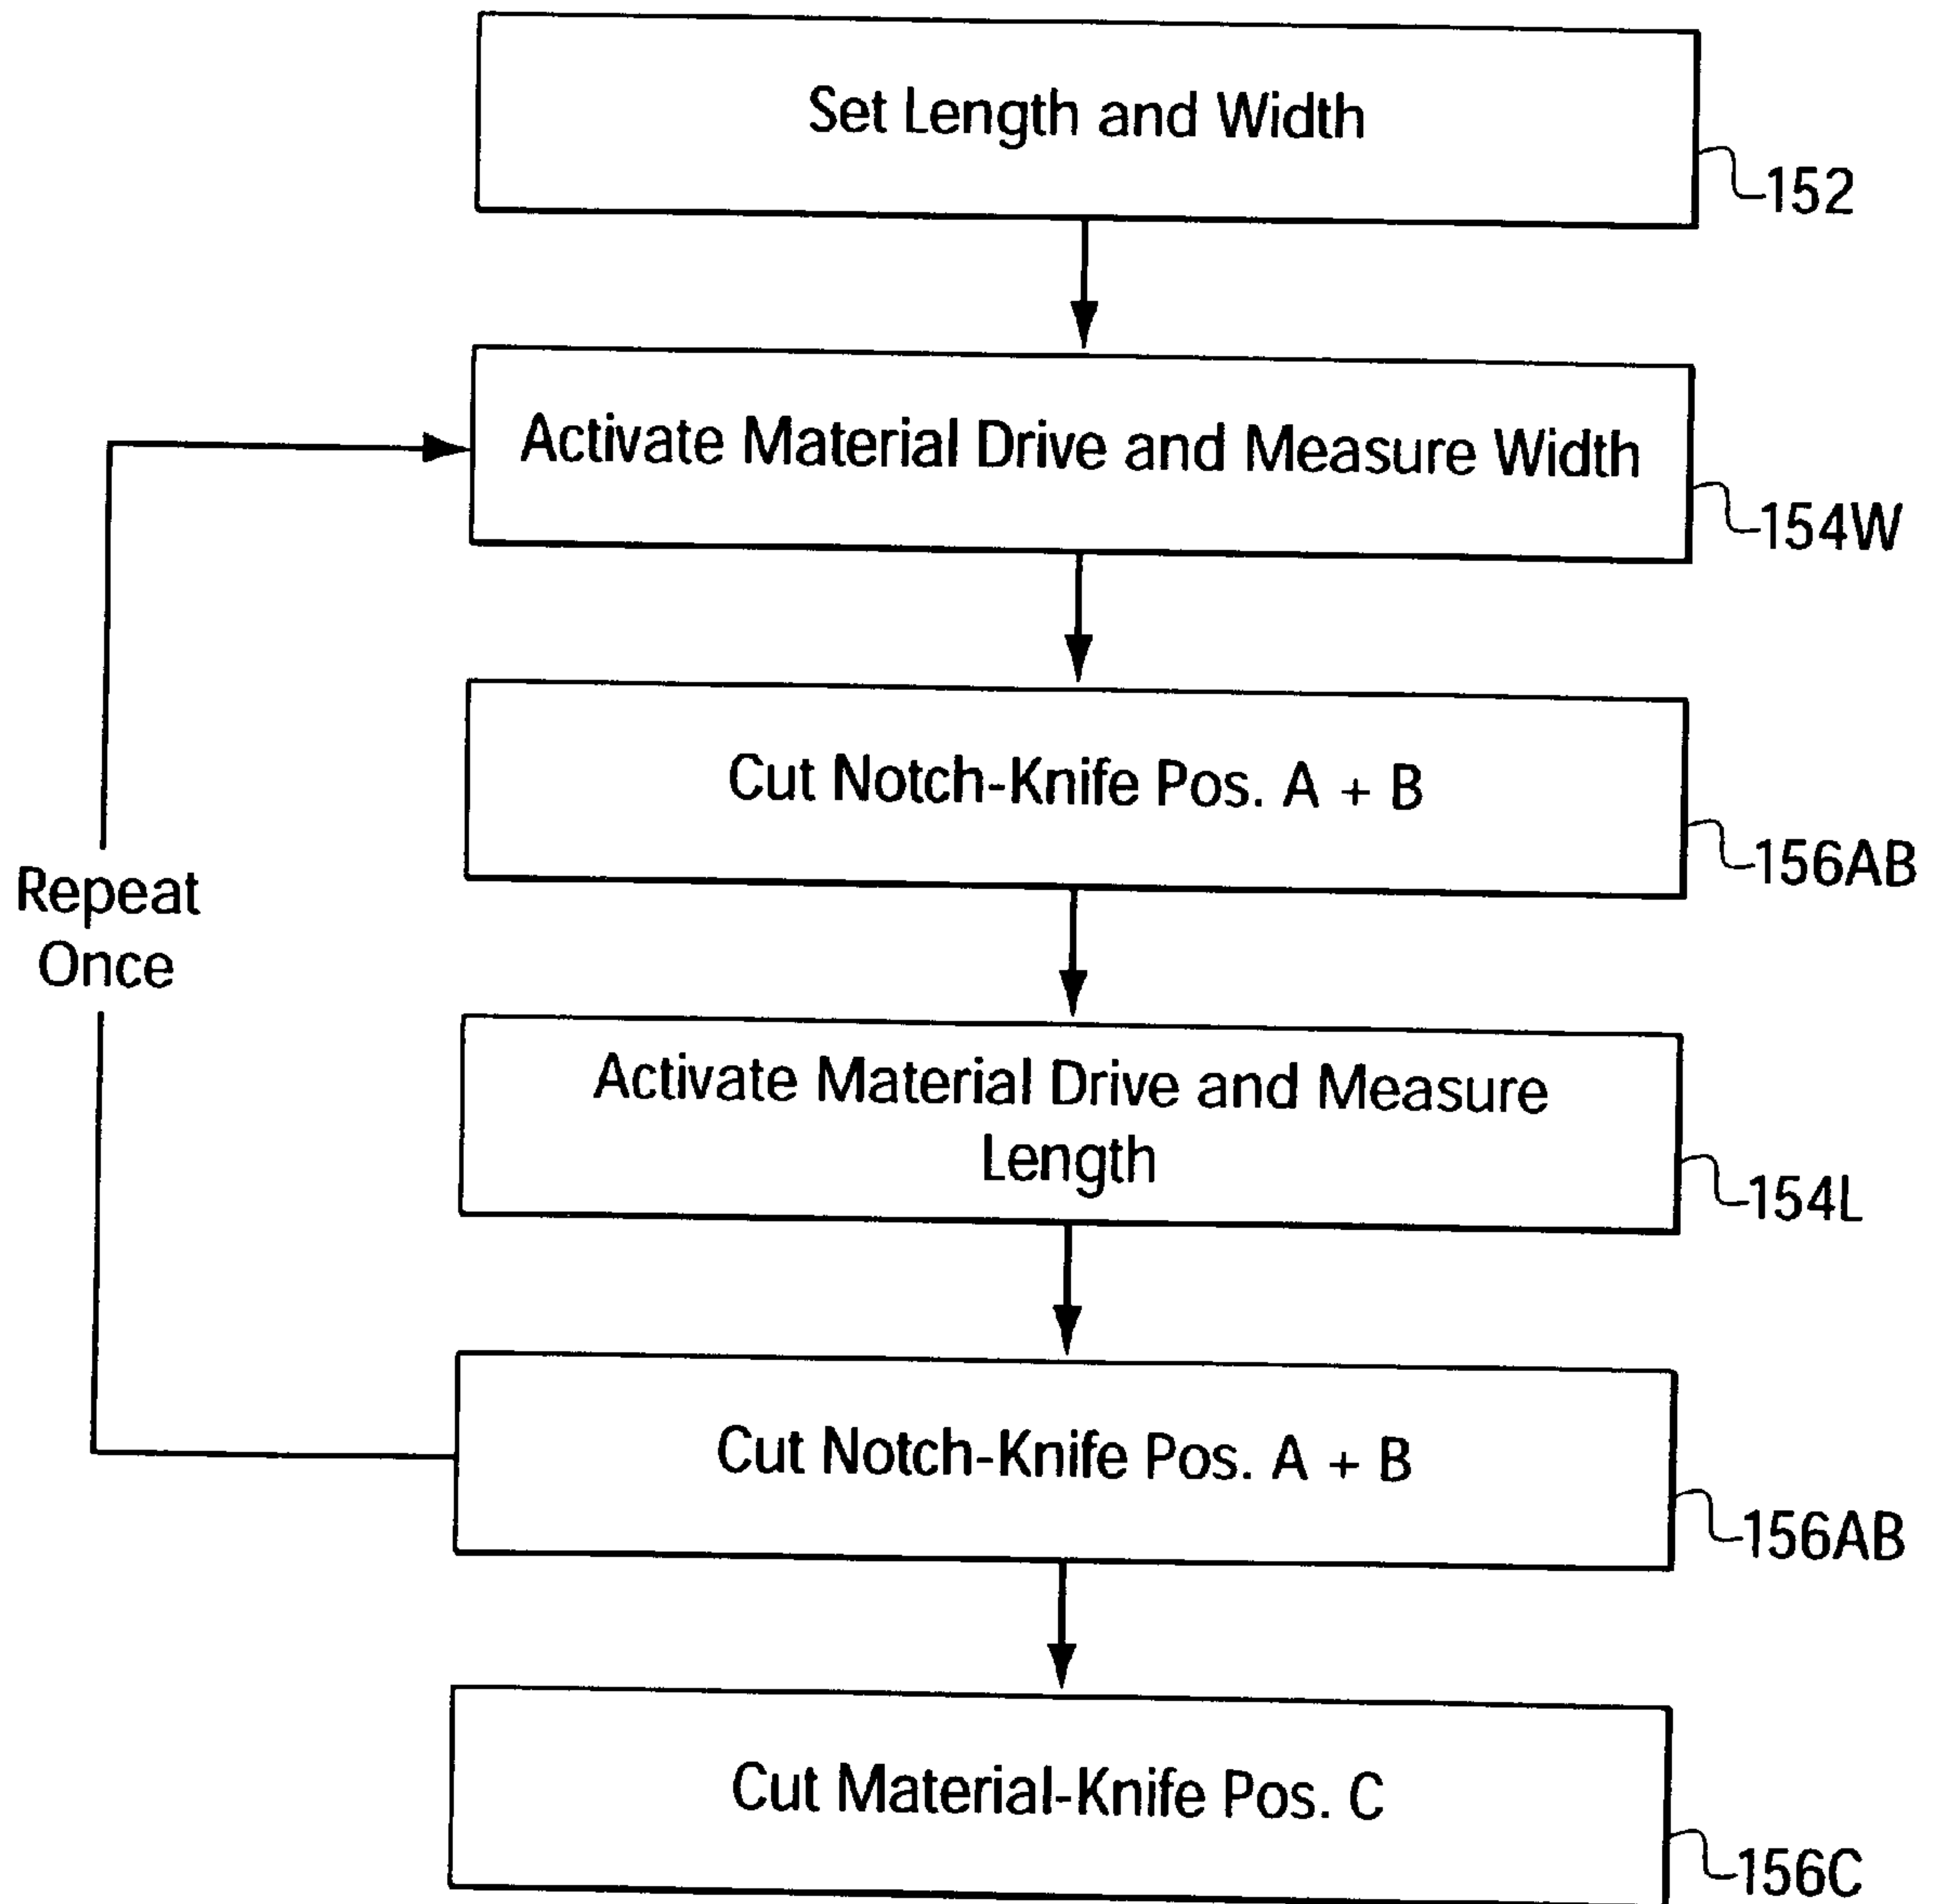 Set Length and Width
152
Activate Material Drive and Measure Width
154W
Cut Notch-Knife Pos. A + B
156AB
Repeat
Once
Activate Material Drive and Measure
Length
154L
Cut Notch-Knife Pos. A + B
156AB
Cut Material-Knife Pos. C
156C